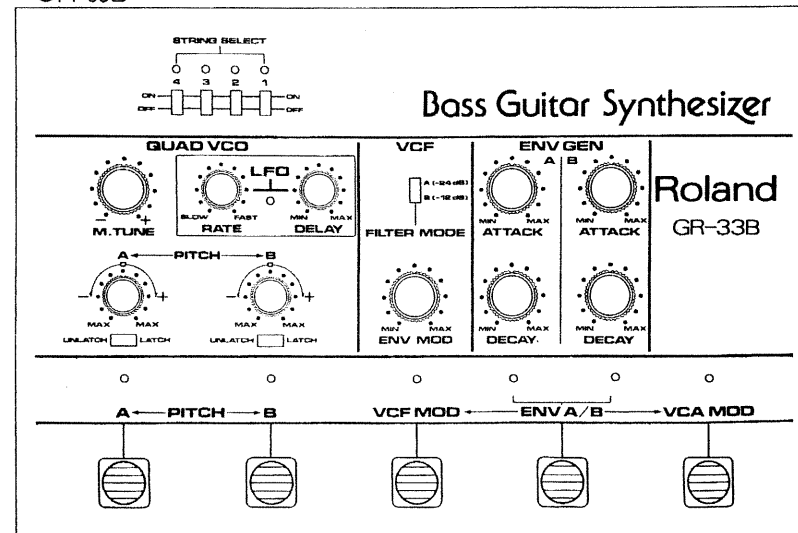 STRING SELECT
4 3 2 1
ON ON
OFF OFF
Bass Guitar Synthesizer
QUAD VCO
VCF
ENV GEN
A B
LFO
A (-24 dB)
B (-12 dB)
Roland
GR-33B
- +
M.TUNE
SLOW FAST
RATE
MIN MAX
DELAY
FILTER MODE
MIN MAX
ATTACK
MIN MAX
ATTACK
A PITCH B
- +
- +
MAX MAX
MAX MAX
UNLATCH LATCH
UNLATCH LATCH
MIN MAX
ENV MOD
MIN MAX
DECAY
MIN MAX
DECAY
A PITCH B
VCF MOD ENV A/B VCA MOD